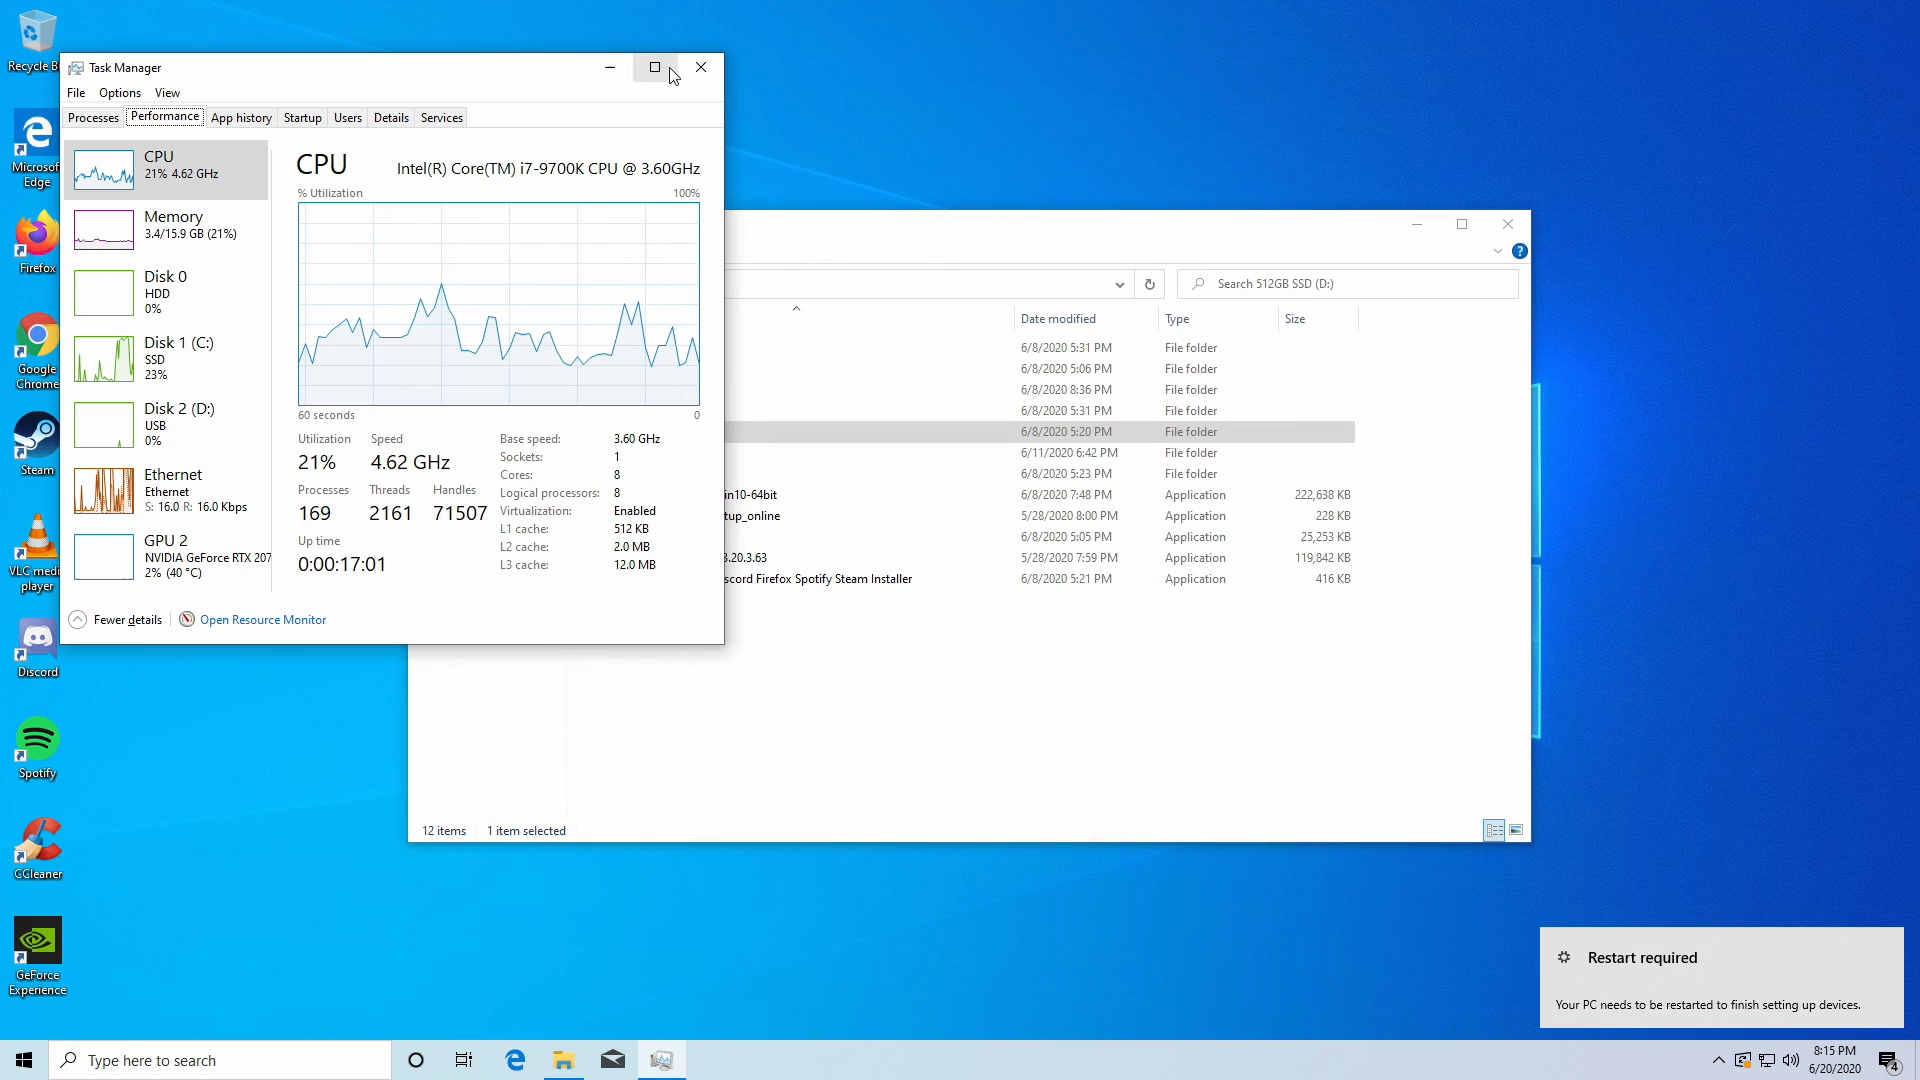 Recycle B
Microsof
Edge
Firefox
Google
Chrome
Steam
VLC medi
player
Discord
Spotify
CCleaner
GeForce
Experience
Task Manager
File Options View
Processes Performance App history Startup Users Details Services
CPU
21% 4.62 GHz
Memory
3.4/15.9 GB (21%)
Disk 0
HDD
0%
Disk 1 (C:)
SSD
23%
Disk 2 (D:)
USB
0%
Ethernet
Ethernet
S: 16.0 R: 16.0 Kbps
GPU 2
NVIDIA GeForce RTX 207
2% (40 °C)
CPU Intel(R) Core(TM) i7-9700K CPU @ 3.60GHz
% Utilization 100%
60 seconds 0
Utilization Speed
21% 4.62 GHz
Processes Threads Handles
169 2161 71507
Up time
0:00:17:01
Base speed: 3.60 GHz
Sockets: 1
Cores: 8
Logical processors: 8
Virtualization: Enabled
L1 cache: 512 KB
L2 cache: 2.0 MB
L3 cache: 12.0 MB
Fewer details Open Resource Monitor
Search 512GB SSD (D:)
Date modified Type Size
6/8/2020 5:31 PM File folder
6/8/2020 5:06 PM File folder
6/8/2020 8:36 PM File folder
6/8/2020 5:31 PM File folder
6/8/2020 5:20 PM File folder
6/11/2020 6:42 PM File folder
6/8/2020 5:23 PM File folder
in10-64bit 6/8/2020 7:48 PM Application 222,638 KB
tup_online 5/28/2020 8:00 PM Application 228 KB
6/8/2020 5:05 PM Application 25,253 KB
3.20.3.63 5/28/2020 7:59 PM Application 119,842 KB
scord Firefox Spotify Steam Installer 6/8/2020 5:21 PM Application 416 KB
12 items 1 item selected
Restart required
Your PC needs to be restarted to finish setting up devices.
Type here to search
8:15 PM
6/20/2020
4